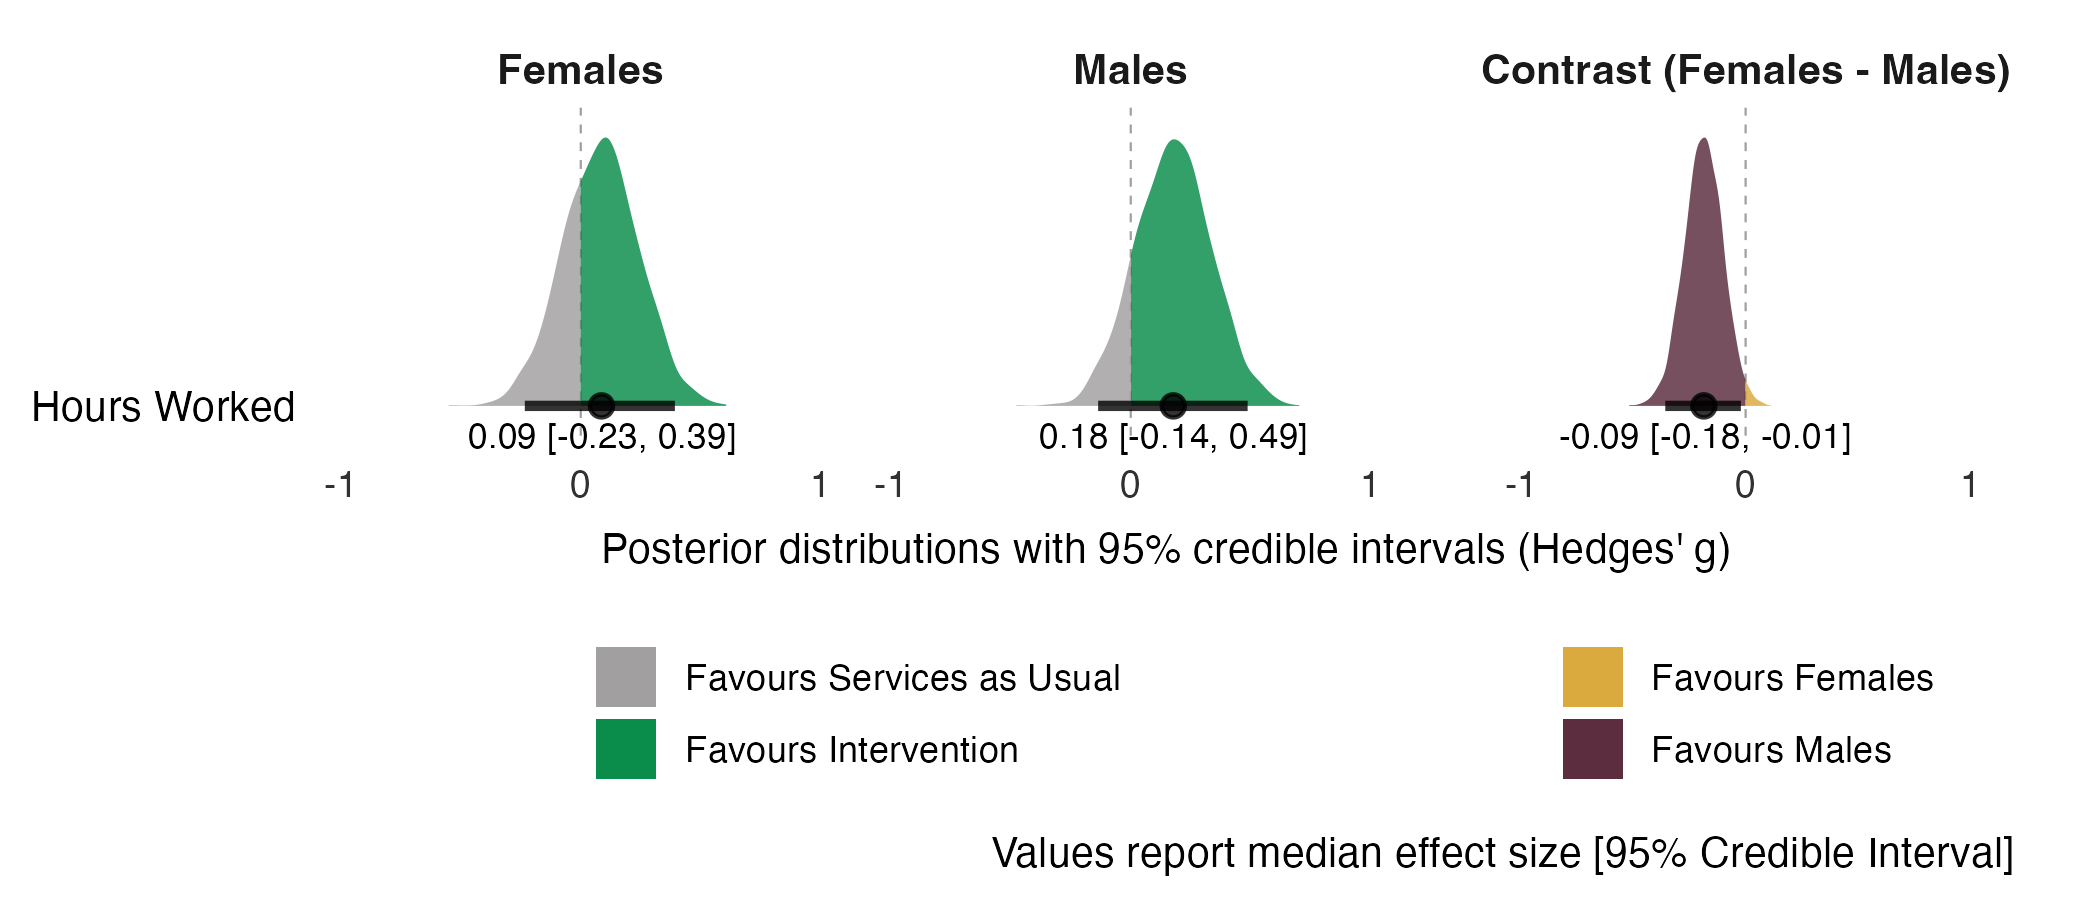 Females Males Contrast (Females - Males)
Hours Worked
0.09 [-0.23, 0.39] 0.18 [-0.14, 0.49] -0.09 [-0.18, -0.01]
-1 0 1 -1 0 1 -1 0 1
Posterior distributions with 95% credible intervals (Hedges' g)
Favours Services as Usual
Favours Intervention
Favours Females
Favours Males
Values report median effect size [95% Credible Interval]